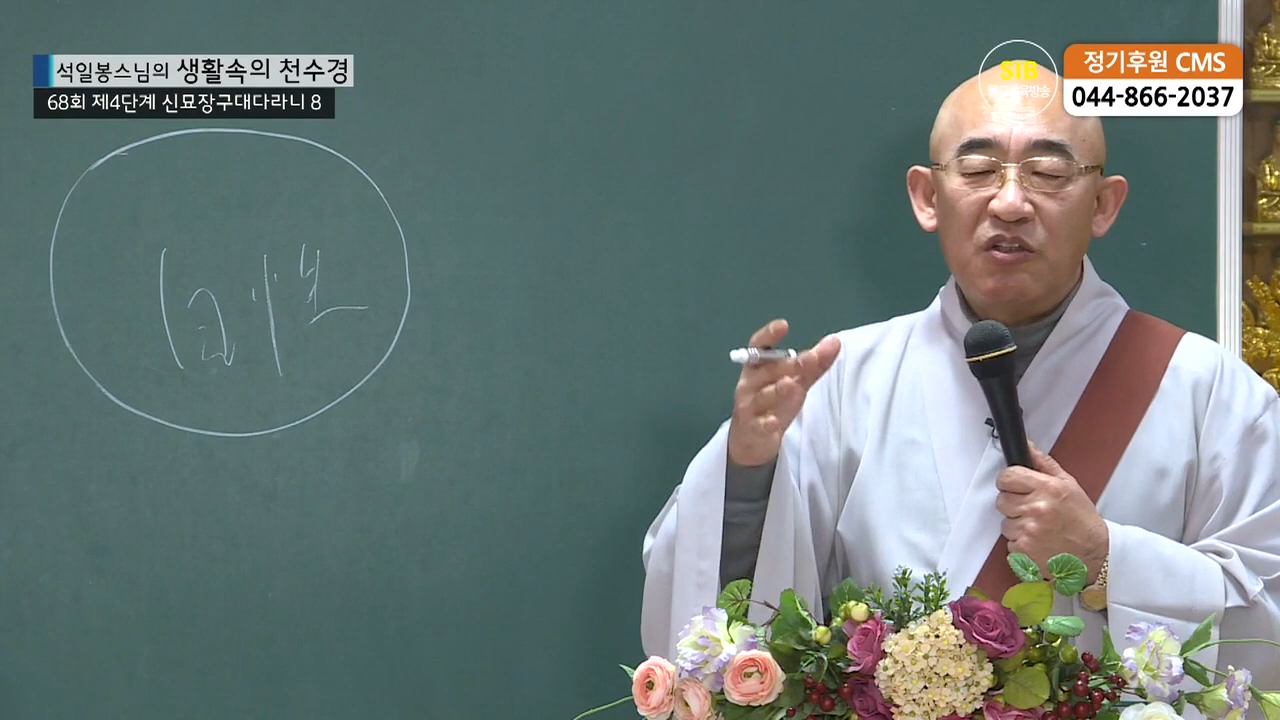 석일봉스님의 생활속의 천수경
68회 제4단계 신묘장구대다라니 8
SIB
정기후원 CMS
044-866-2037